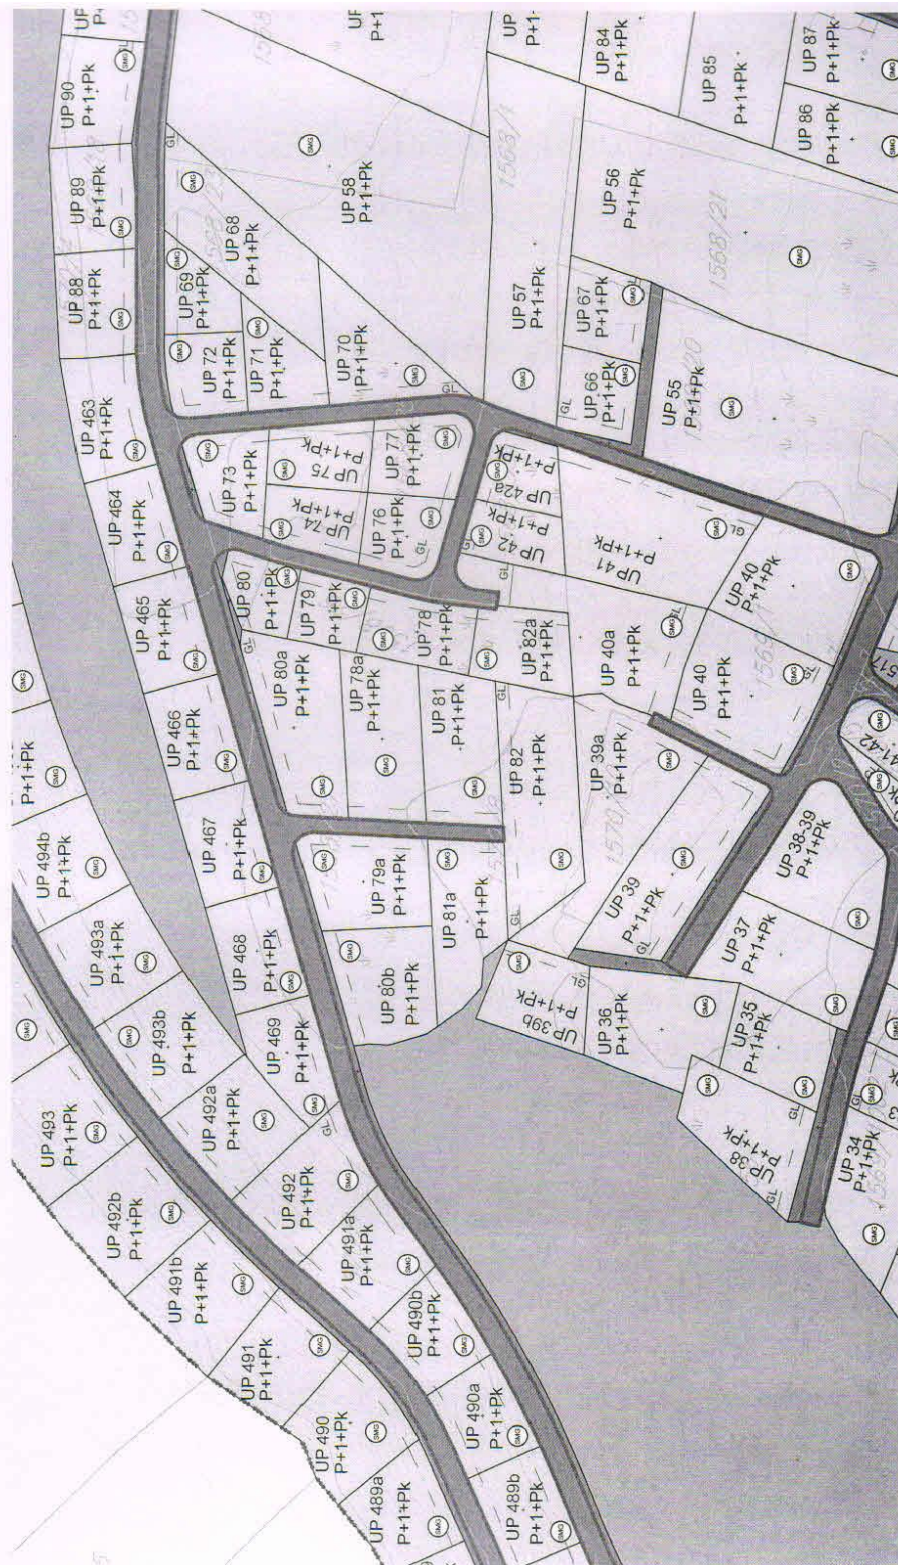 UP 90
P+1+Pk
UP 84
P+1+Pk
UP 85
P+1+Pk
UP 87
P+1+Pk
UP 86
P+1+Pk
UP 89
P+1+Pk
UP 58
P+1+Pk
1563/1
UP 56
P+1+Pk
1568/21
UP 68
P+1+Pk
UP 88
P+1+Pk
UP 69
P+1+Pk
UP 57
P+1+Pk
UP 67
P+1+Pk
UP 72
P+1+Pk
UP 71
P+1+Pk
UP 70
P+1+Pk
UP 66
P+1+Pk
UP 55
P+1+Pk
UP 463
P+1+Pk
UP 73
P+1+Pk
UP 75
P+1+Pk
UP 77
P+1+Pk
UP 42a
P+1+Pk
UP 464
P+1+Pk
UP 74
P+1+Pk
UP 76
P+1+Pk
UP 42
P+1+Pk
UP 41
P+1+Pk
UP 40
P+1+Pk
UP 465
P+1+Pk
UP 80
P+1+Pk
UP 79
P+1+Pk
UP 78
P+1+Pk
UP 82a
P+1+Pk
UP 40a
P+1+Pk
UP 40
P+1+Pk
UP 466
P+1+Pk
UP 80a
P+1+Pk
UP 78a
P+1+Pk
UP 81
P+1+Pk
UP 82
P+1+Pk
UP 39a
P+1+Pk
P+1+Pk
UP 467
P+1+Pk
UP 494b
P+1+Pk
UP 79a
P+1+Pk
UP 81a
P+1+Pk
UP 39
P+1+Pk
UP 38-39
P+1+Pk
UP 493a
P+1+Pk
UP 468
P+1+Pk
UP 80b
P+1+Pk
UP 37
P+1+Pk
UP 493b
P+1+Pk
UP 469
P+1+Pk
UP 39b
P+1+Pk
UP 36
P+1+Pk
UP 35
P+1+Pk
UP 493
P+1+Pk
UP 492a
P+1+Pk
UP 38
P+1+Pk
UP 34
P+1+Pk
UP 492b
P+1+Pk
UP 492
P+1+Pk
UP 491a
P+1+Pk
UP 491b
P+1+Pk
UP 490b
P+1+Pk
UP 491
P+1+Pk
UP 490a
P+1+Pk
UP 490
P+1+Pk
UP 489a
P+1+Pk
UP 489b
P+1+Pk
SMG
GL